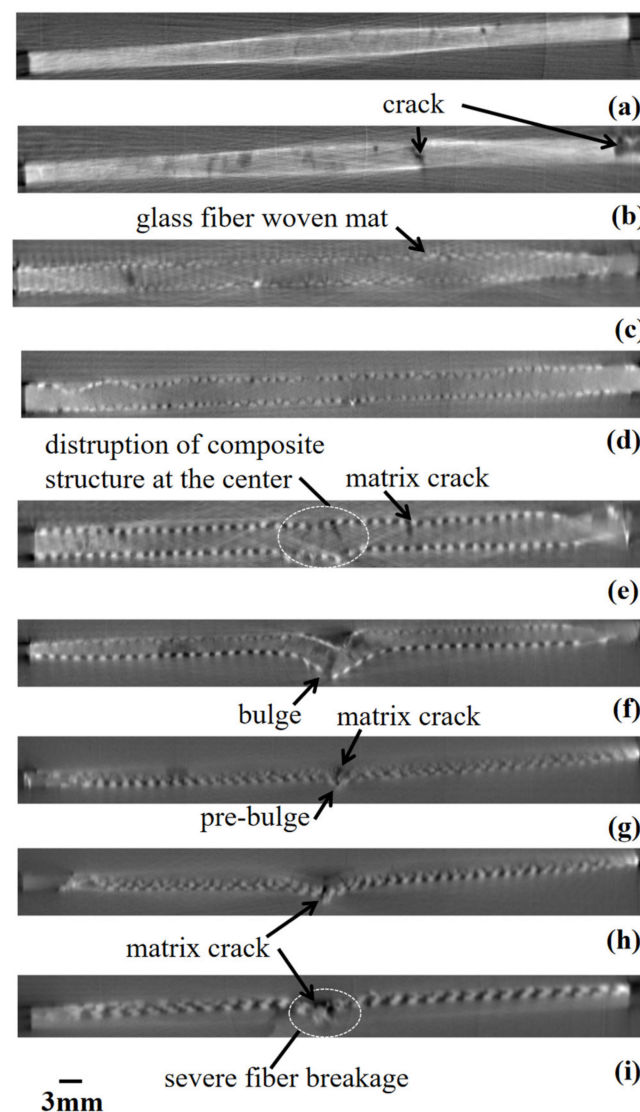 (a)
crack
(b)
glass fiber woven mat
(c)
(d)
distruption of composite
structure at the center
matrix crack
(e)
(f)
bulge
matrix crack
pre-bulge
(g)
(h)
matrix crack
severe fiber breakage
(i)
3mm